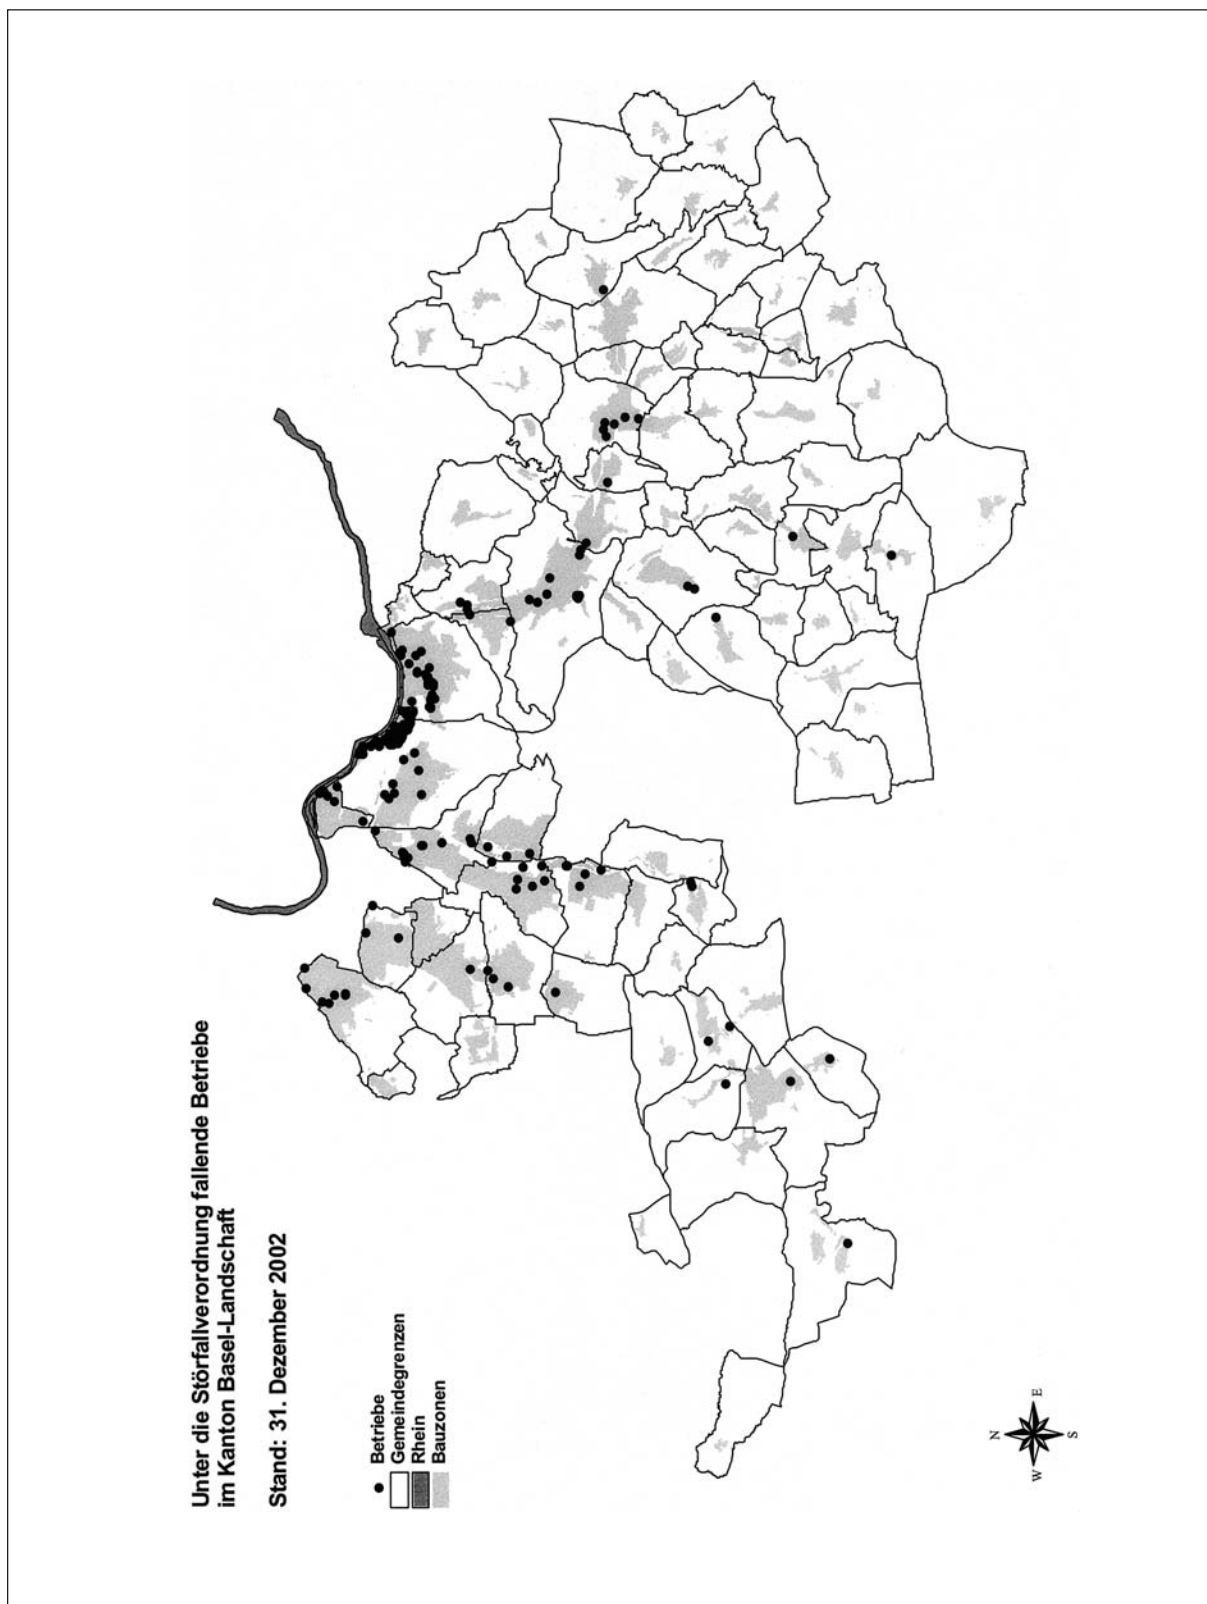 Unter die Störfallverordnung fallende Betriebe
im Kanton Basel-Landschaft
Stand: 31. Dezember 2002
Betriebe
Gemeindegrenzen
Rhein
Bauzonen
N
W
E
S